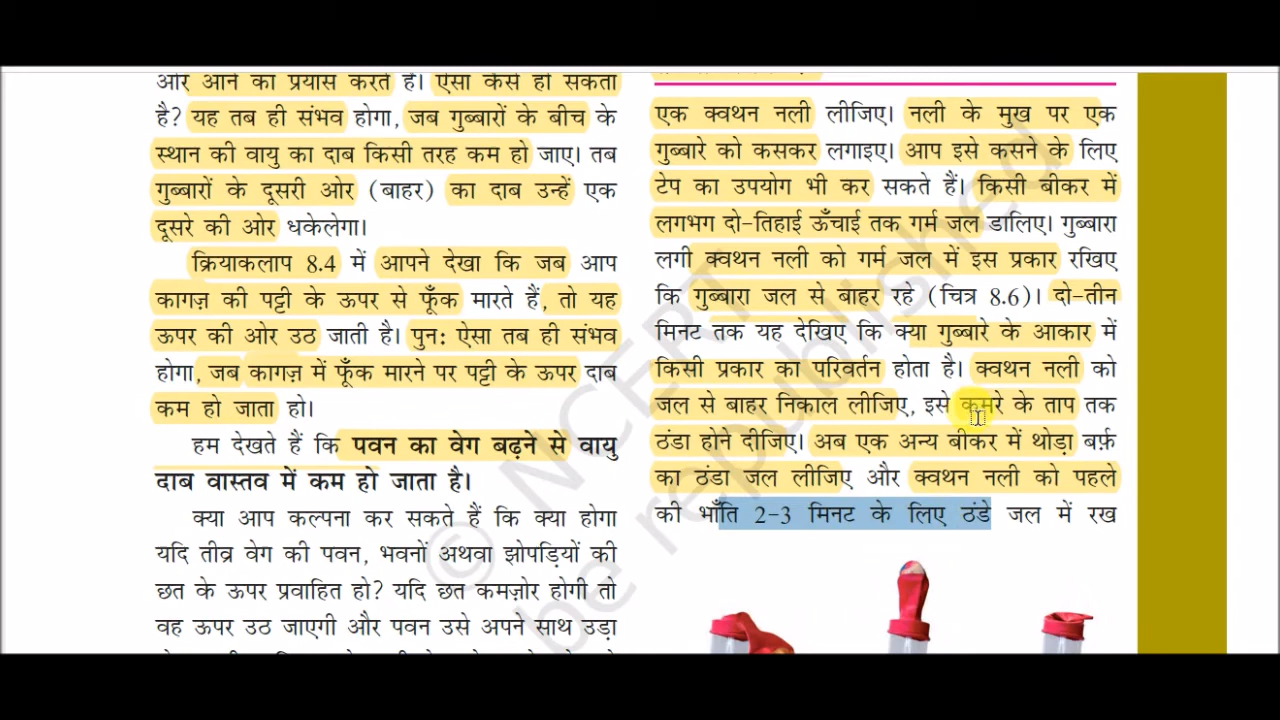 ओर आने का प्रयास करते हैं। ऐसा कैसे हो सकता
है? यह तब ही संभव होगा, जब गुब्बारों के बीच के
स्थान की वायु का दाब किसी तरह कम हो जाए। तब
गुब्बारों के दूसरी ओर (बाहर) का दाब उन्हें एक
दूसरे की ओर धकेलेगा।
क्रियाकलाप 8.4 में आपने देखा कि जब आप
कागज़ की पट्टी के ऊपर से फूँक मारते हैं, तो यह
ऊपर की ओर उठ जाती है। पुन: ऐसा तब ही संभव
होगा, जब कागज़ में फूँक मारने पर पट्टी के ऊपर दाब
कम हो जाता हो।
हम देखते हैं कि पवन का वेग बढ़ने से वायु
दाब वास्तव में कम हो जाता है।
क्या आप कल्पना कर सकते हैं कि क्या होगा
यदि तीव्र वेग की पवन, भवनों अथवा झोपड़ियों की
छत के ऊपर प्रवाहित हो? यदि छत कमज़ोर होगी तो
वह ऊपर उठ जाएगी और पवन उसे अपने साथ उड़ा
एक क्वथन नली लीजिए। नली के मुख पर एक
गुब्बारे को कसकर लगाइए। आप इसे कसने के लिए
टेप का उपयोग भी कर सकते हैं। किसी बीकर में
लगभग दो-तिहाई ऊँचाई तक गर्म जल डालिए। गुब्बारा
लगी क्वथन नली को गर्म जल में इस प्रकार रखिए
कि गुब्बारा जल से बाहर रहे (चित्र 8.6)। दो-तीन
मिनट तक यह देखिए कि क्या गुब्बारे के आकार में
किसी प्रकार का परिवर्तन होता है। क्वथन नली को
जल से बाहर निकाल लीजिए, इसे कमरे के ताप तक
ठंडा होने दीजिए। अब एक अन्य बीकर में थोड़ा बर्फ़
का ठंडा जल लीजिए और क्वथन नली को पहले
की भाँति 2-3 मिनट के लिए ठंडे जल में रख
© NCERT
be republished